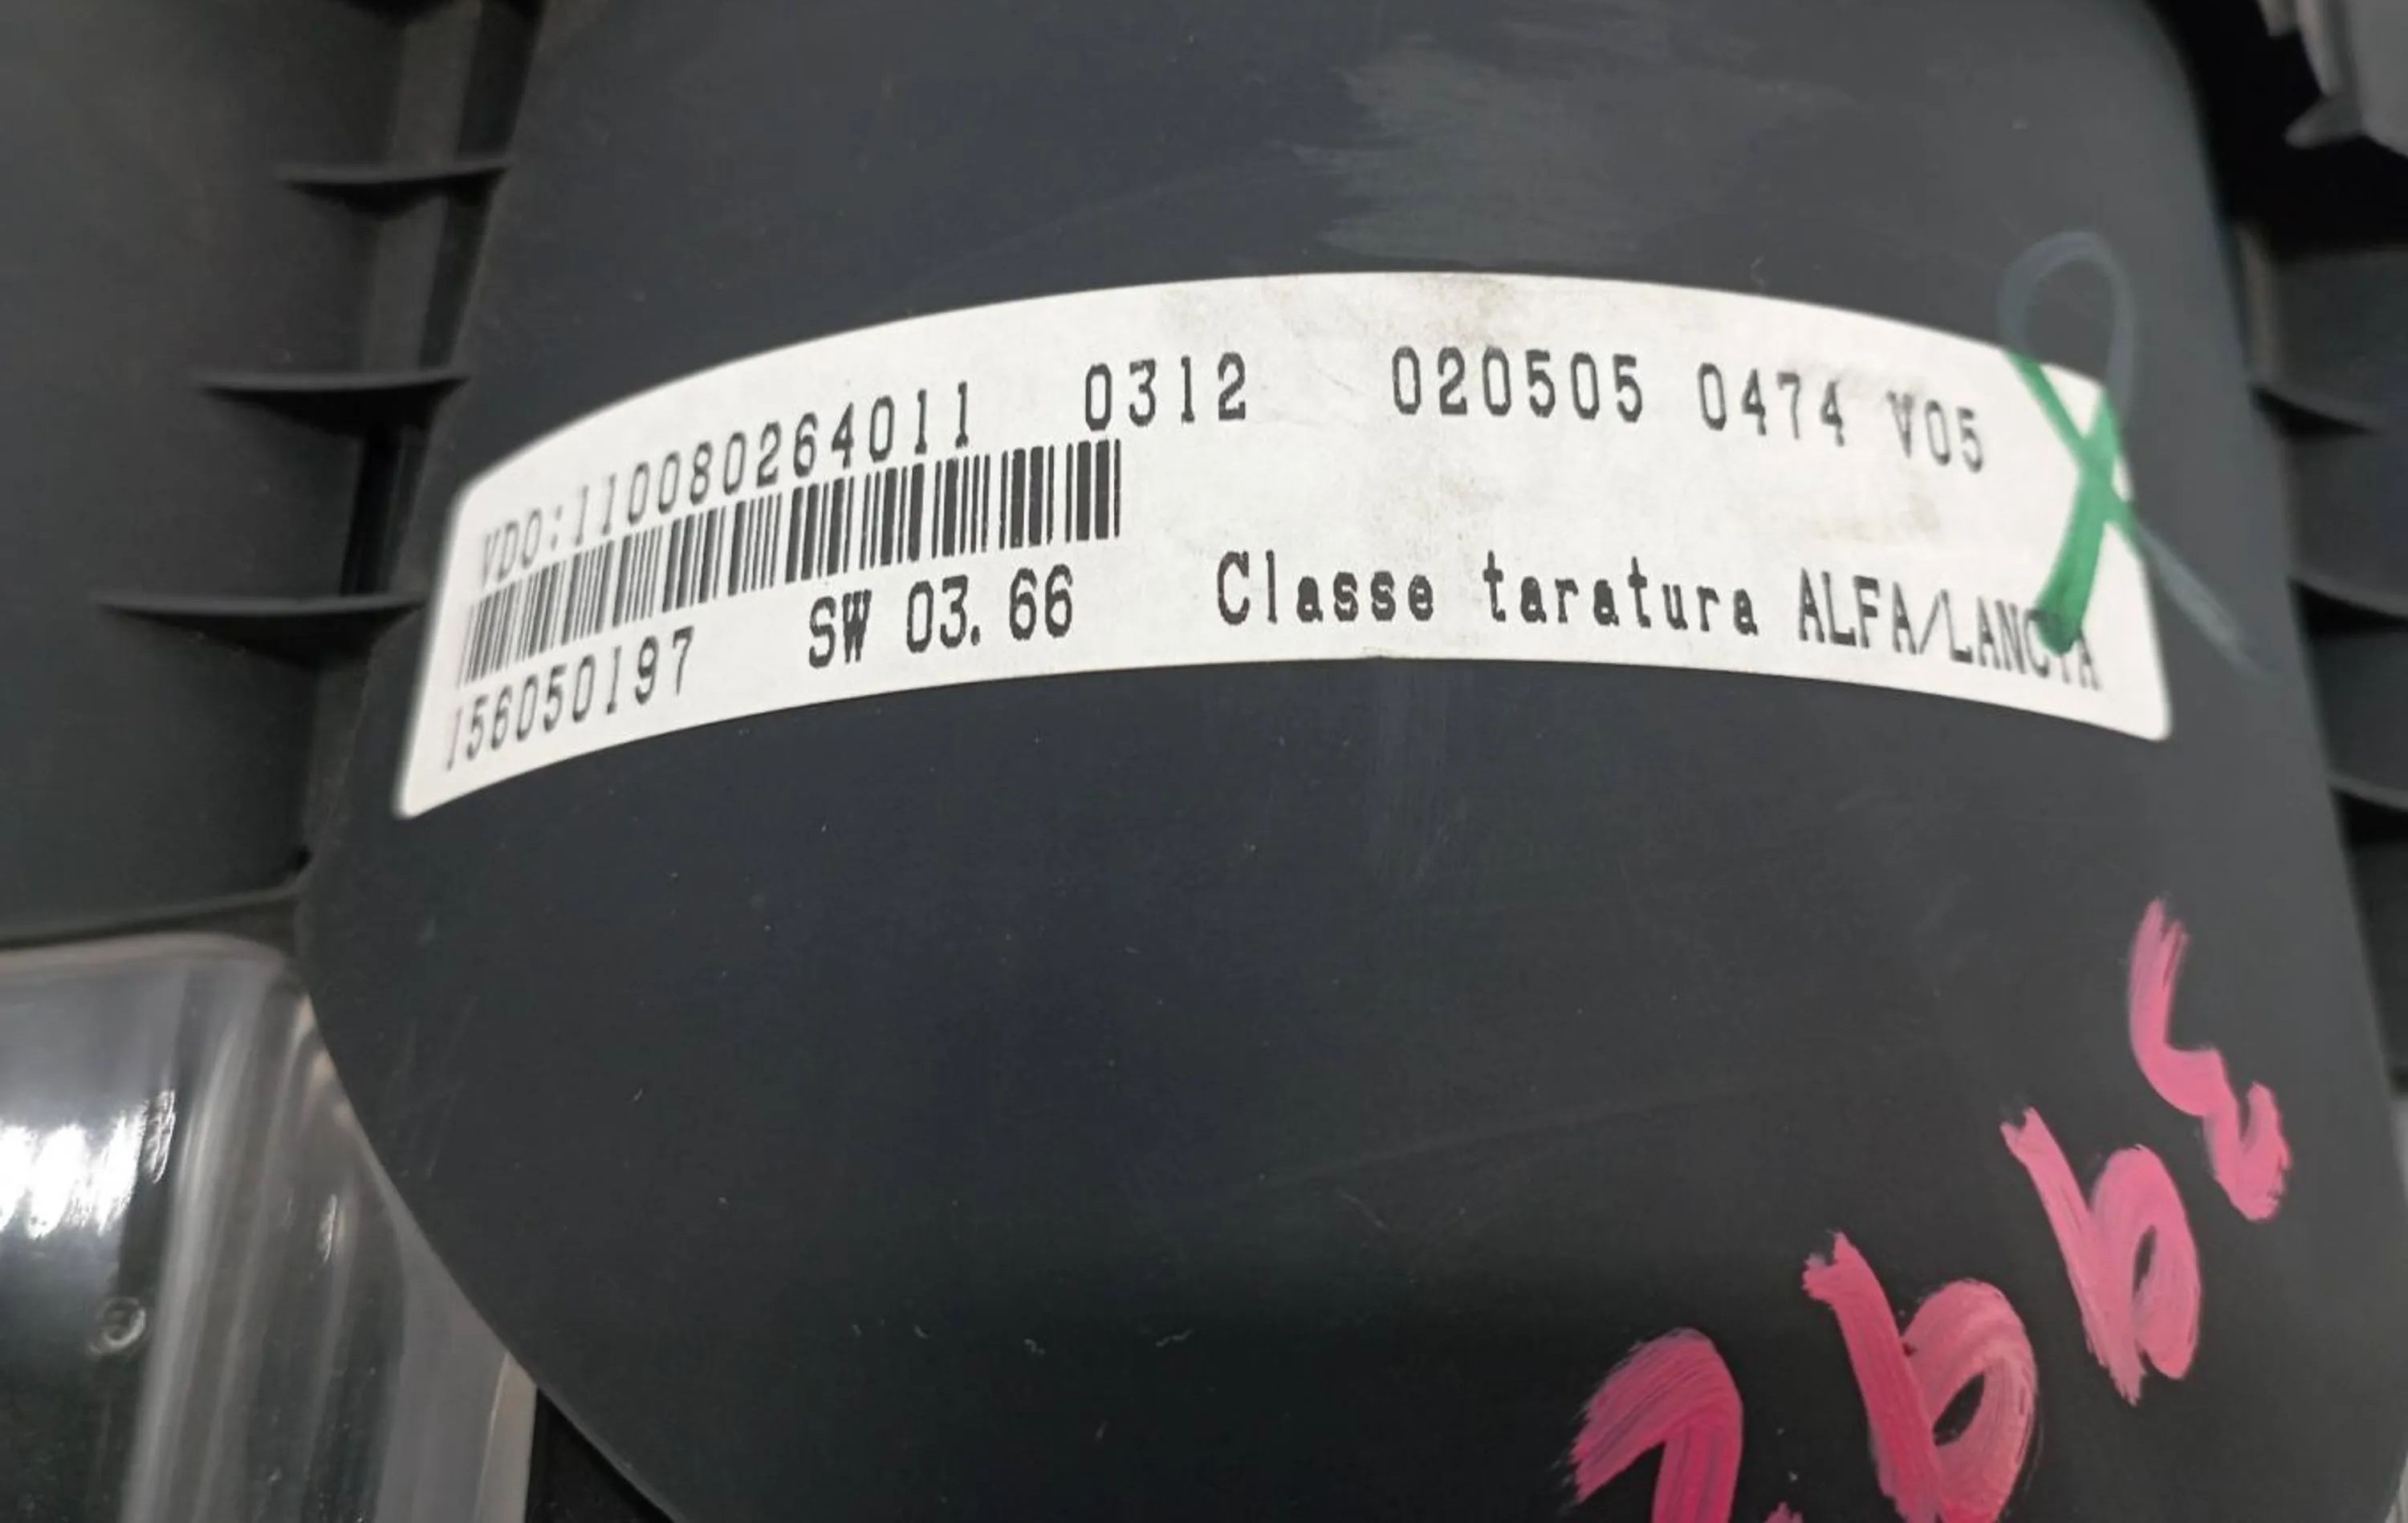 VDO:110080264011 0312 020505 0474 V05
156050197 SW 03.66 Classe taratura ALFA/LANCIA